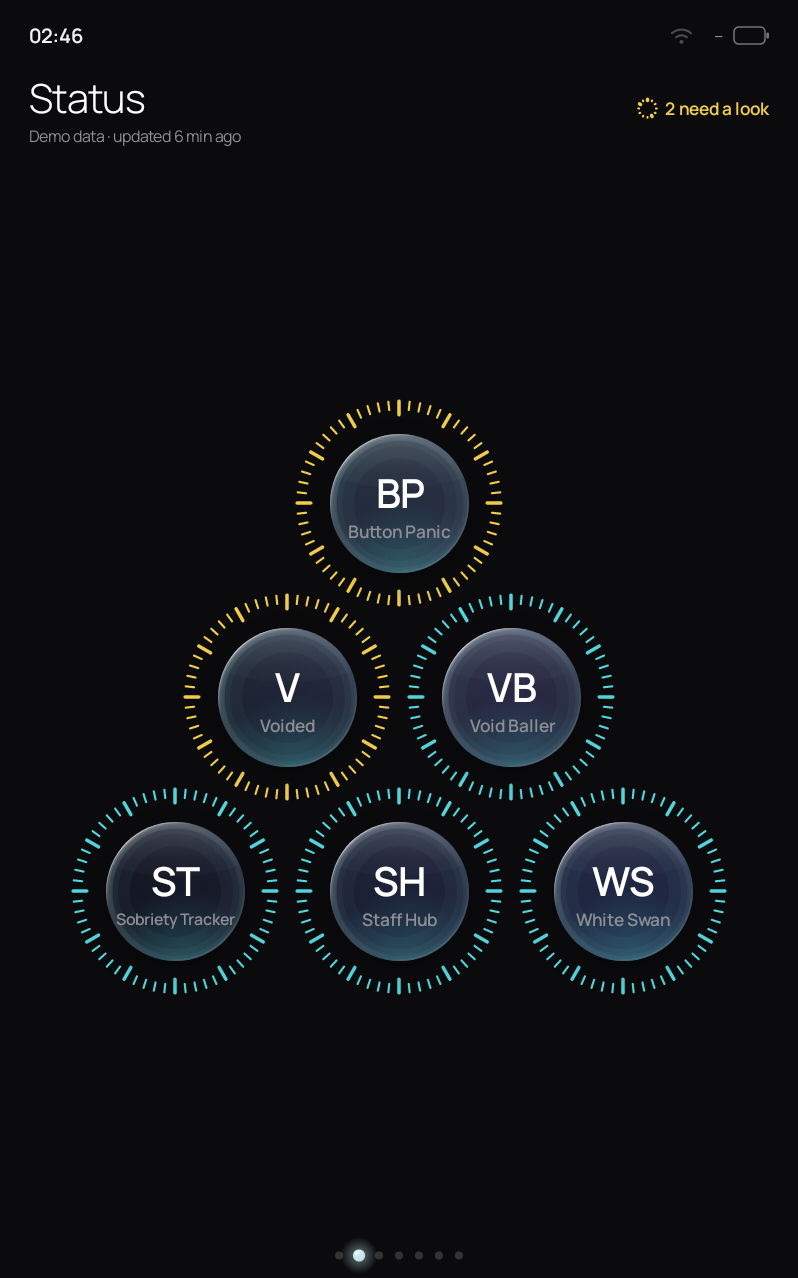 02:46
–
Status
Demo data · updated 6 min ago
2 need a look
BP
Button Panic
V
Voided
VB
Void Baller
ST
Sobriety Tracker
SH
Staff Hub
WS
White Swan